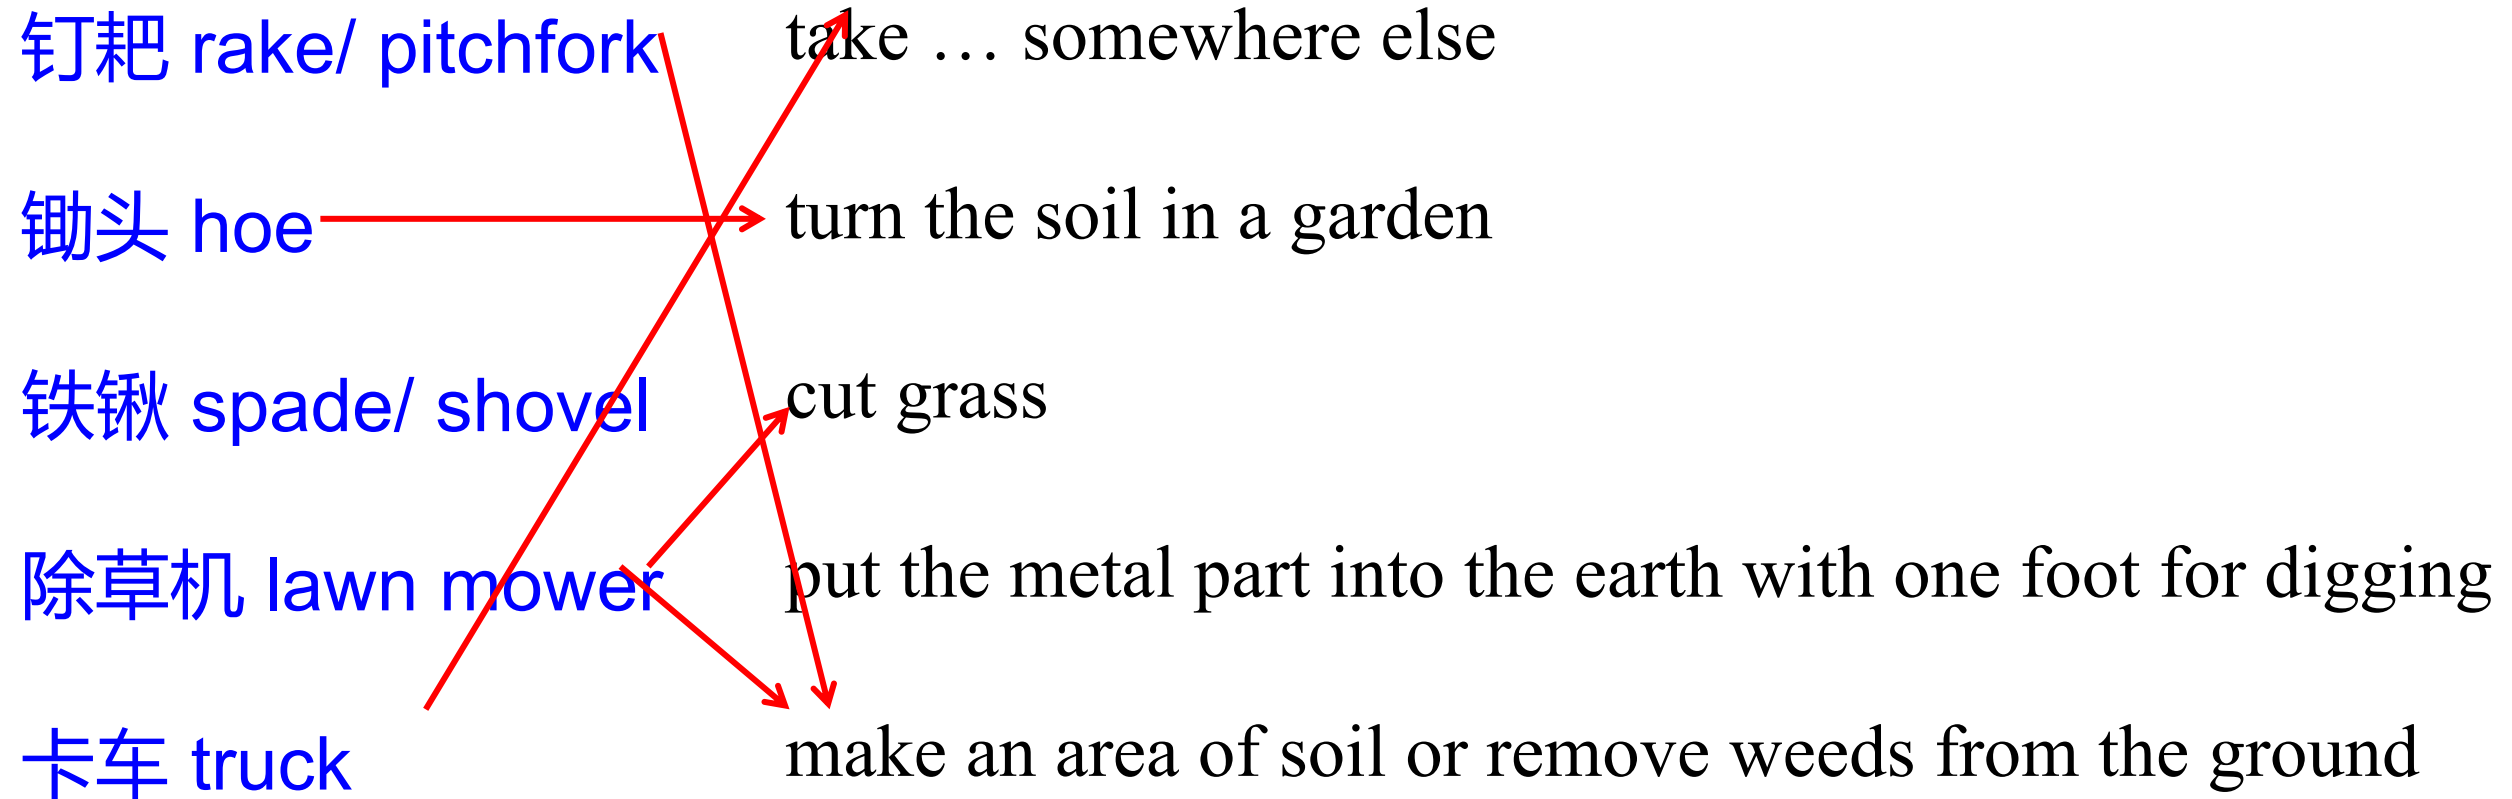 钉耙 rake/ pitchfork
take ... somewhere else
锄头 hoe
turn the soil in a garden
铁锹 spade/ showel
cut grass
除草机 lawn mower
put the metal part into the earth with the foot for digging
卡车 truck
make an area of soil or remove weeds from the ground